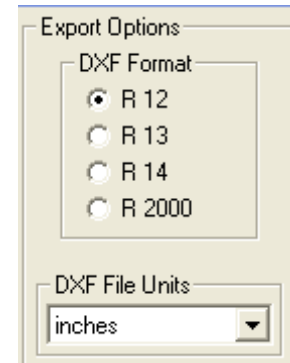 Export Options
DXF Format
R 12
R 13
R 14
R 2000
DXF File Units
inches